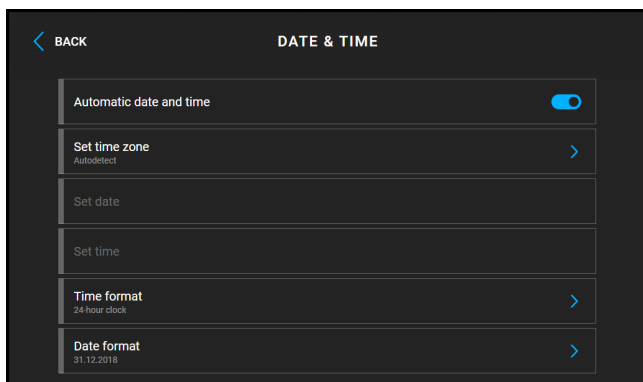 BACK
DATE & TIME
Automatic date and time
Set time zone
Autodetect
Set date
Set time
Time format
24-hour clock
Date format
31.12.2018